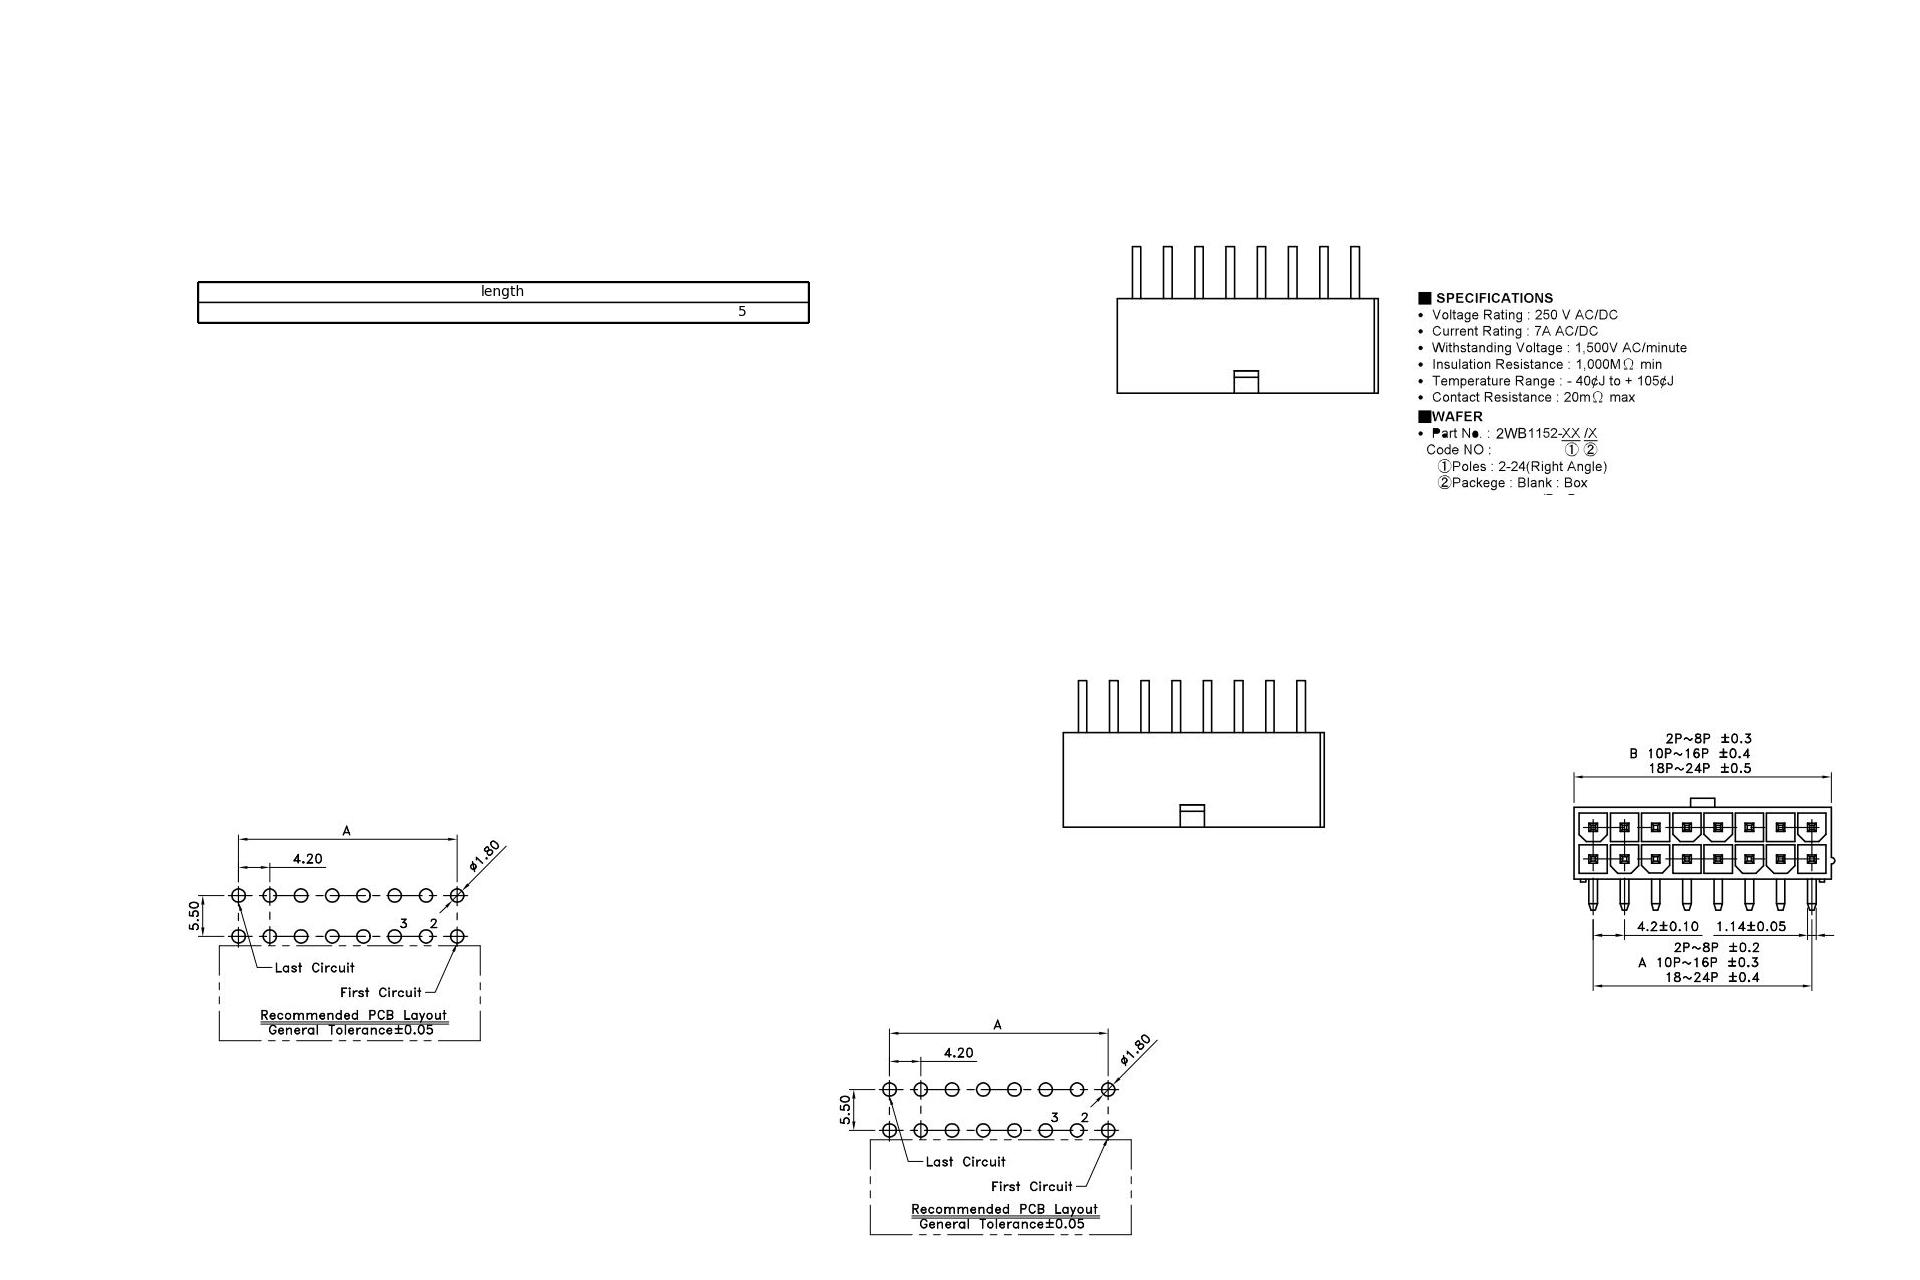 length
5
■ SPECIFICATIONS
• Voltage Rating : 250 V AC/DC
• Current Rating : 7A AC/DC
• Withstanding Voltage : 1,500V AC/minute
• Insulation Resistance : 1,000MΩ min
• Temperature Range : - 40¢J to + 105¢J
• Contact Resistance : 20mΩ max
■WAFER
• Part No. : 2WB1152-XX /X
Code NO : ① ②
①Poles : 2-24(Right Angle)
②Packege : Blank : Box
2P~8P ±0.3
B 10P~16P ±0.4
18P~24P ±0.5
4.2±0.10 1.14±0.05
2P~8P ±0.2
A 10P~16P ±0.3
18~24P ±0.4
A
4.20
ø1.80
5.50
3 2
Last Circuit
First Circuit
Recommended PCB Layout
General Tolerance±0.05
A
4.20
ø1.80
5.50
3 2
Last Circuit
First Circuit
Recommended PCB Layout
General Tolerance±0.05